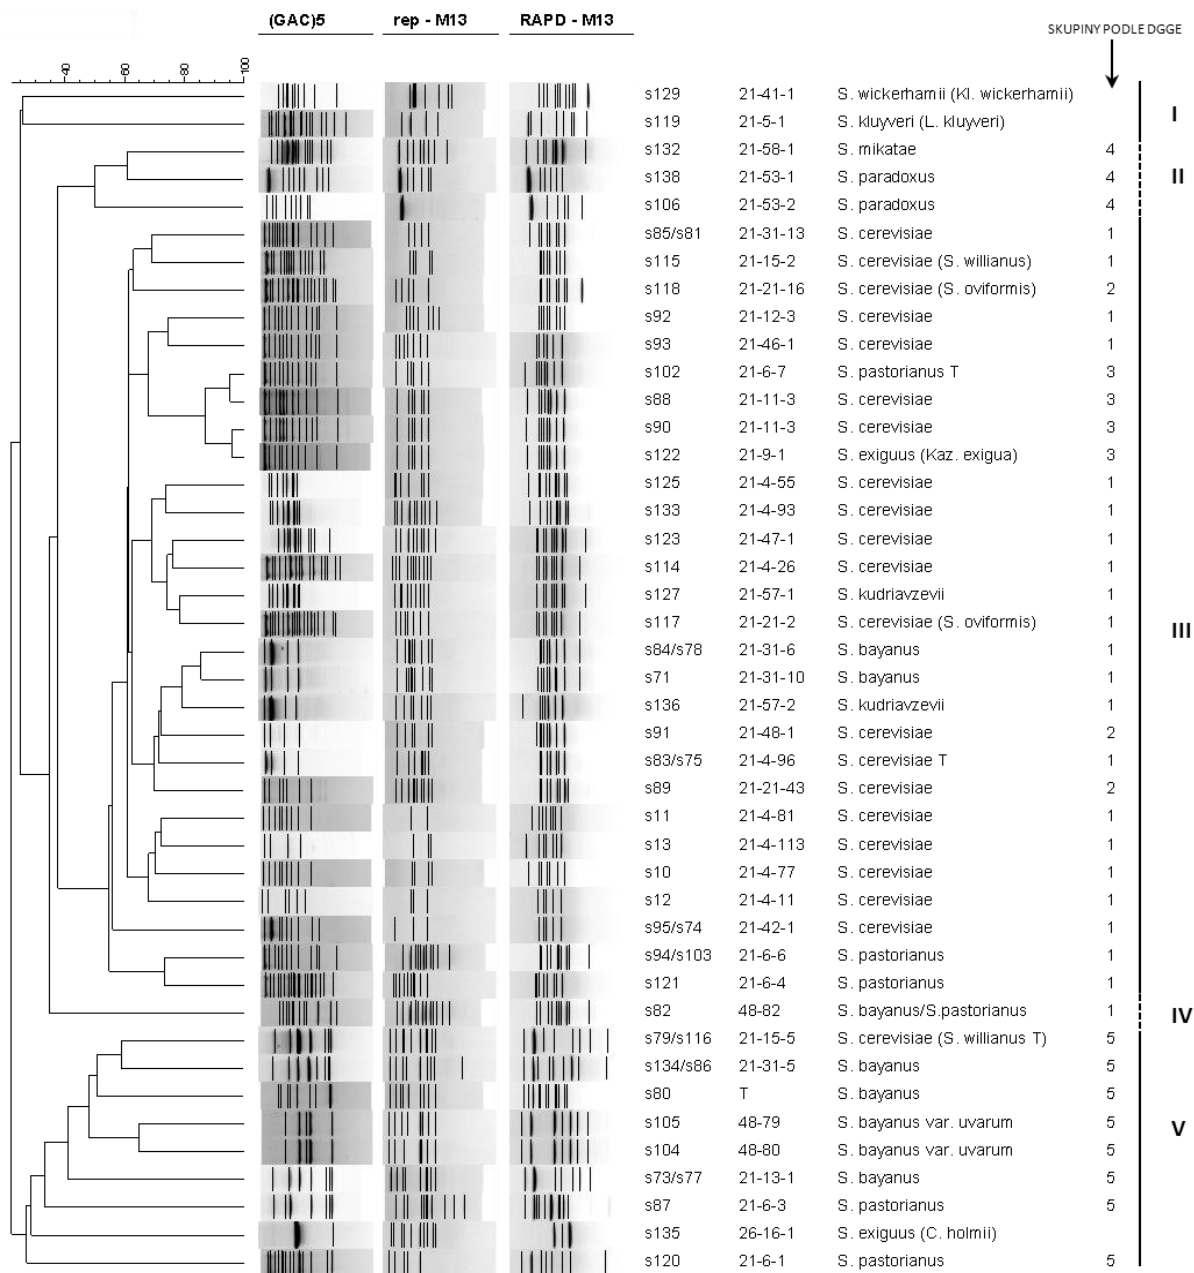 (GAC)5 rep - M13 RAPD - M13
SKUPINY PODLE DGGE
40 60 80 100
s129 21-41-1 S. wickerhamii (Kl. wickerhamii)
I
s119 21-5-1 S. kluyveri (L. kluyveri)
s132 21-58-1 S. mikatae 4
s138 21-53-1 S. paradoxus 4 II
s106 21-53-2 S. paradoxus 4
s85/s81 21-31-13 S. cerevisiae 1
s115 21-15-2 S. cerevisiae (S. willianus) 1
s118 21-21-16 S. cerevisiae (S. oviformis) 2
s92 21-12-3 S. cerevisiae 1
s93 21-46-1 S. cerevisiae 1
s102 21-6-7 S. pastorianus T 3
s88 21-11-3 S. cerevisiae 3
s90 21-11-3 S. cerevisiae 3
s122 21-9-1 S. exiguus (Kaz. exigua) 3
s125 21-4-55 S. cerevisiae 1
s133 21-4-93 S. cerevisiae 1
s123 21-47-1 S. cerevisiae 1
s114 21-4-26 S. cerevisiae 1
s127 21-57-1 S. kudriavzevii 1
s117 21-21-2 S. cerevisiae (S. oviformis) 1 III
s84/s78 21-31-6 S. bayanus 1
s71 21-31-10 S. bayanus 1
s136 21-57-2 S. kudriavzevii 1
s91 21-48-1 S. cerevisiae 2
s83/s75 21-4-96 S. cerevisiae T 1
s89 21-21-43 S. cerevisiae 2
s11 21-4-81 S. cerevisiae 1
s13 21-4-113 S. cerevisiae 1
s10 21-4-77 S. cerevisiae 1
s12 21-4-11 S. cerevisiae 1
s95/s74 21-42-1 S. cerevisiae 1
s94/s103 21-6-6 S. pastorianus 1
s121 21-6-4 S. pastorianus 1
s82 48-82 S. bayanus/S.pastorianus 1 IV
s79/s116 21-15-5 S. cerevisiae (S. willianus T) 5
s134/s86 21-31-5 S. bayanus 5
s80 T S. bayanus 5
s105 48-79 S. bayanus var. uvarum 5 V
s104 48-80 S. bayanus var. uvarum 5
s73/s77 21-13-1 S. bayanus 5
s87 21-6-3 S. pastorianus 5
s135 26-16-1 S. exiguus (C. holmii)
s120 21-6-1 S. pastorianus 5